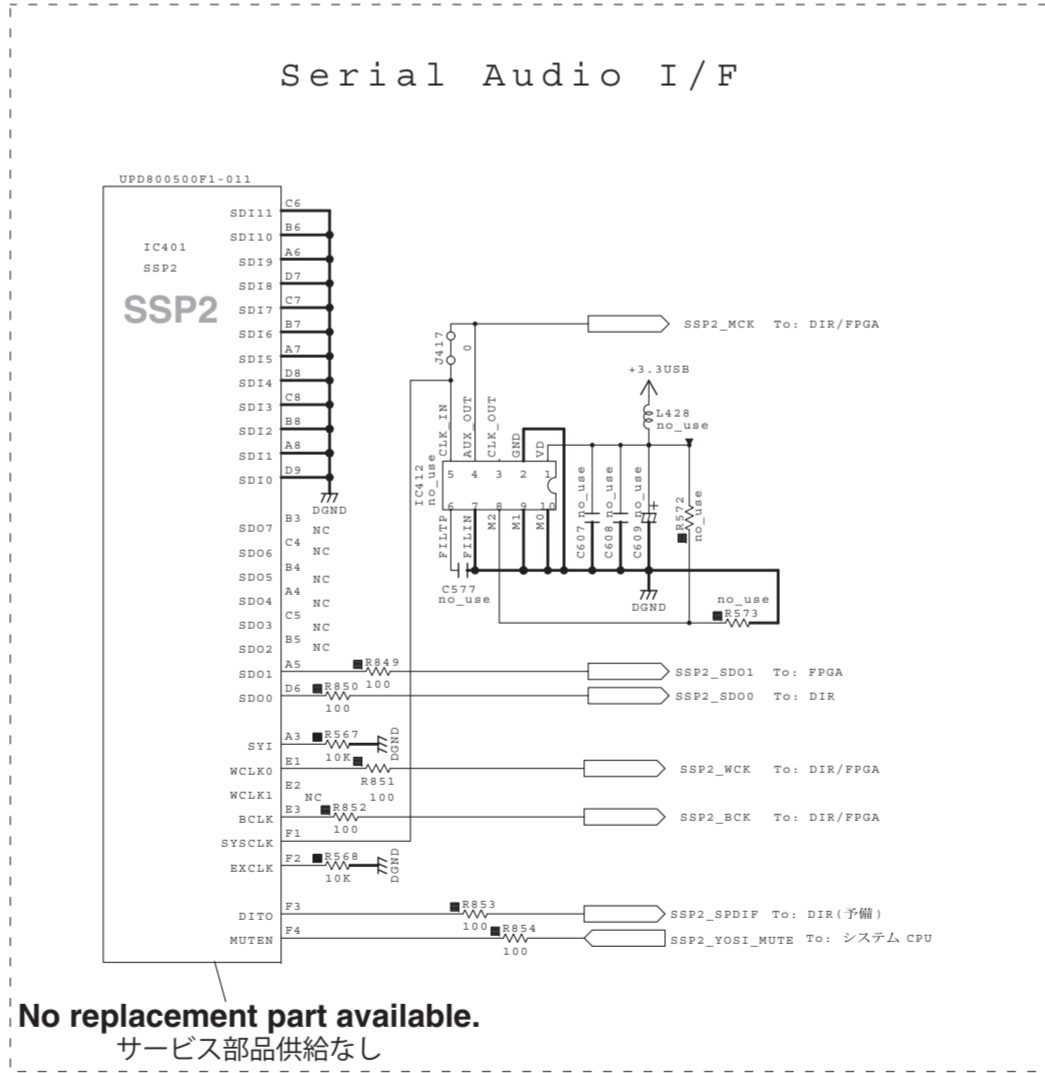 Serial Audio I/F
UPD800500F1-011
IC401
SSP2
SSP2
SDI11 C6
SDI10 B6
SDI9 A6
SDI8 D7
SDI7 C7
SDI6 B7
SDI5 A7
SDI4 D8
SDI3 C8
SDI2 B8
SDI1 A8
SDI0 D9
DGND
SDO7 B3 NC
SDO6 C4 NC
SDO5 B4 NC
SDO4 A4 NC
SDO3 C5 NC
SDO2 B5 NC
SDO1 A5
R849
100
SSP2_SDO1 To: FPGA
SDO0 D6
R850
100
SSP2_SDO0 To: DIR
J417
0
SSP2_MCK To: DIR/FPGA
+3.3USB
L428
no_use
CLK_IN
AUX_OUT
CLK_OUT
GND
VD
IC412
no_use
5 4 3 2 1
6 7 8 9 10
FILTP
FILIN
M2
M1
M0
C577
no_use
C607 no_use
C608 no_use
C609 no_use
+
R572
no_use
DGND
no_use
R573
SYI A3
R567
10K
DGND
WCLK0 E1
R851
100
SSP2_WCK To: DIR/FPGA
WCLK1 E2 NC
BCLK E3
R852
100
SSP2_BCK To: DIR/FPGA
SYSCLK F1
EXCLK F2
R568
10K
DGND
DITO F3
R853
100
SSP2_SPDIF To: DIR(予備)
MUTEN F4
R854
100
SSP2_YOSI_MUTE To: システム CPU
No replacement part available.
サービス部品供給なし